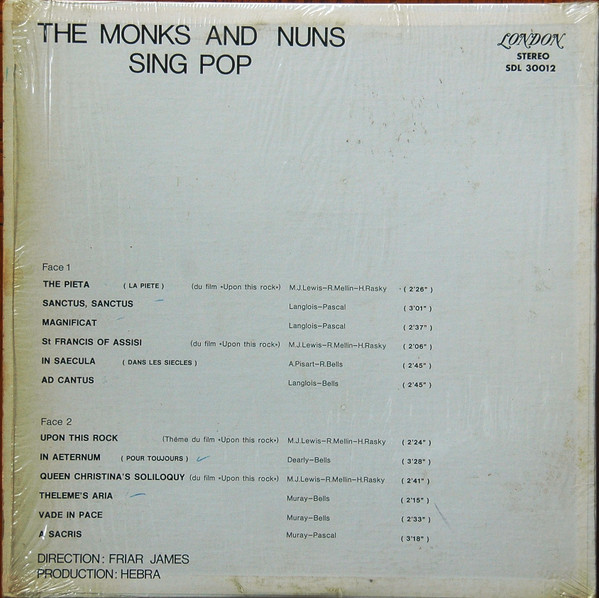 THE MONKS AND NUNS
SING POP
LONDON
STEREO
SDL 30012
Face 1
THE PIETA ( LA PIETE ) (du film «Upon this rock») M.J.Lewis-R.Mellin-H.Rasky ( 2'26" )
SANCTUS, SANCTUS Langlois-Pascal ( 3'01" )
MAGNIFICAT Langlois-Pascal ( 2'37" )
St FRANCIS OF ASSISI (du film «Upon this rock») M.J.Lewis-R.Mellin-H.Rasky ( 2'06" )
IN SAECULA ( DANS LES SIECLES ) A.Pisart-R.Bells ( 2'45" )
AD CANTUS Langlois-Bells ( 2'45" )
Face 2
UPON THIS ROCK (Thème du film «Upon this rock») M.J.Lewis-R.Mellin-H.Rasky ( 2'24" )
IN AETERNUM ( POUR TOUJOURS ) Dearly-Bells ( 3'28" )
QUEEN CHRISTINA'S SOLILOQUY (du film «Upon this rock») M.J.Lewis-R.Mellin-H.Rasky ( 2'41" )
THELEME'S ARIA Muray-Bells ( 2'15" )
VADE IN PACE Muray-Bells ( 2'33" )
A SACRIS Muray-Pascal ( 3'18" )
DIRECTION: FRIAR JAMES
PRODUCTION: HEBRA